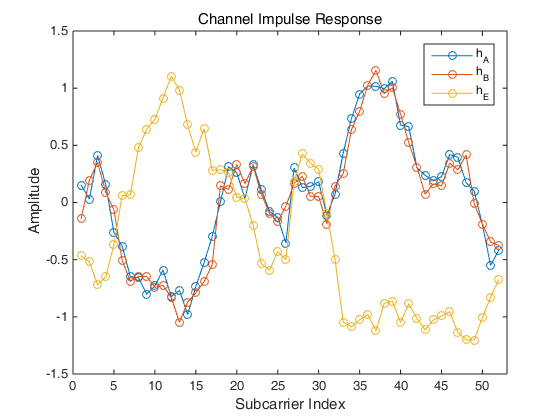 Channel Impulse Response
h_A
h_B
h_E
Amplitude
1.5
1
0.5
0
-0.5
-1
-1.5
0 5 10 15 20 25 30 35 40 45 50
Subcarrier Index